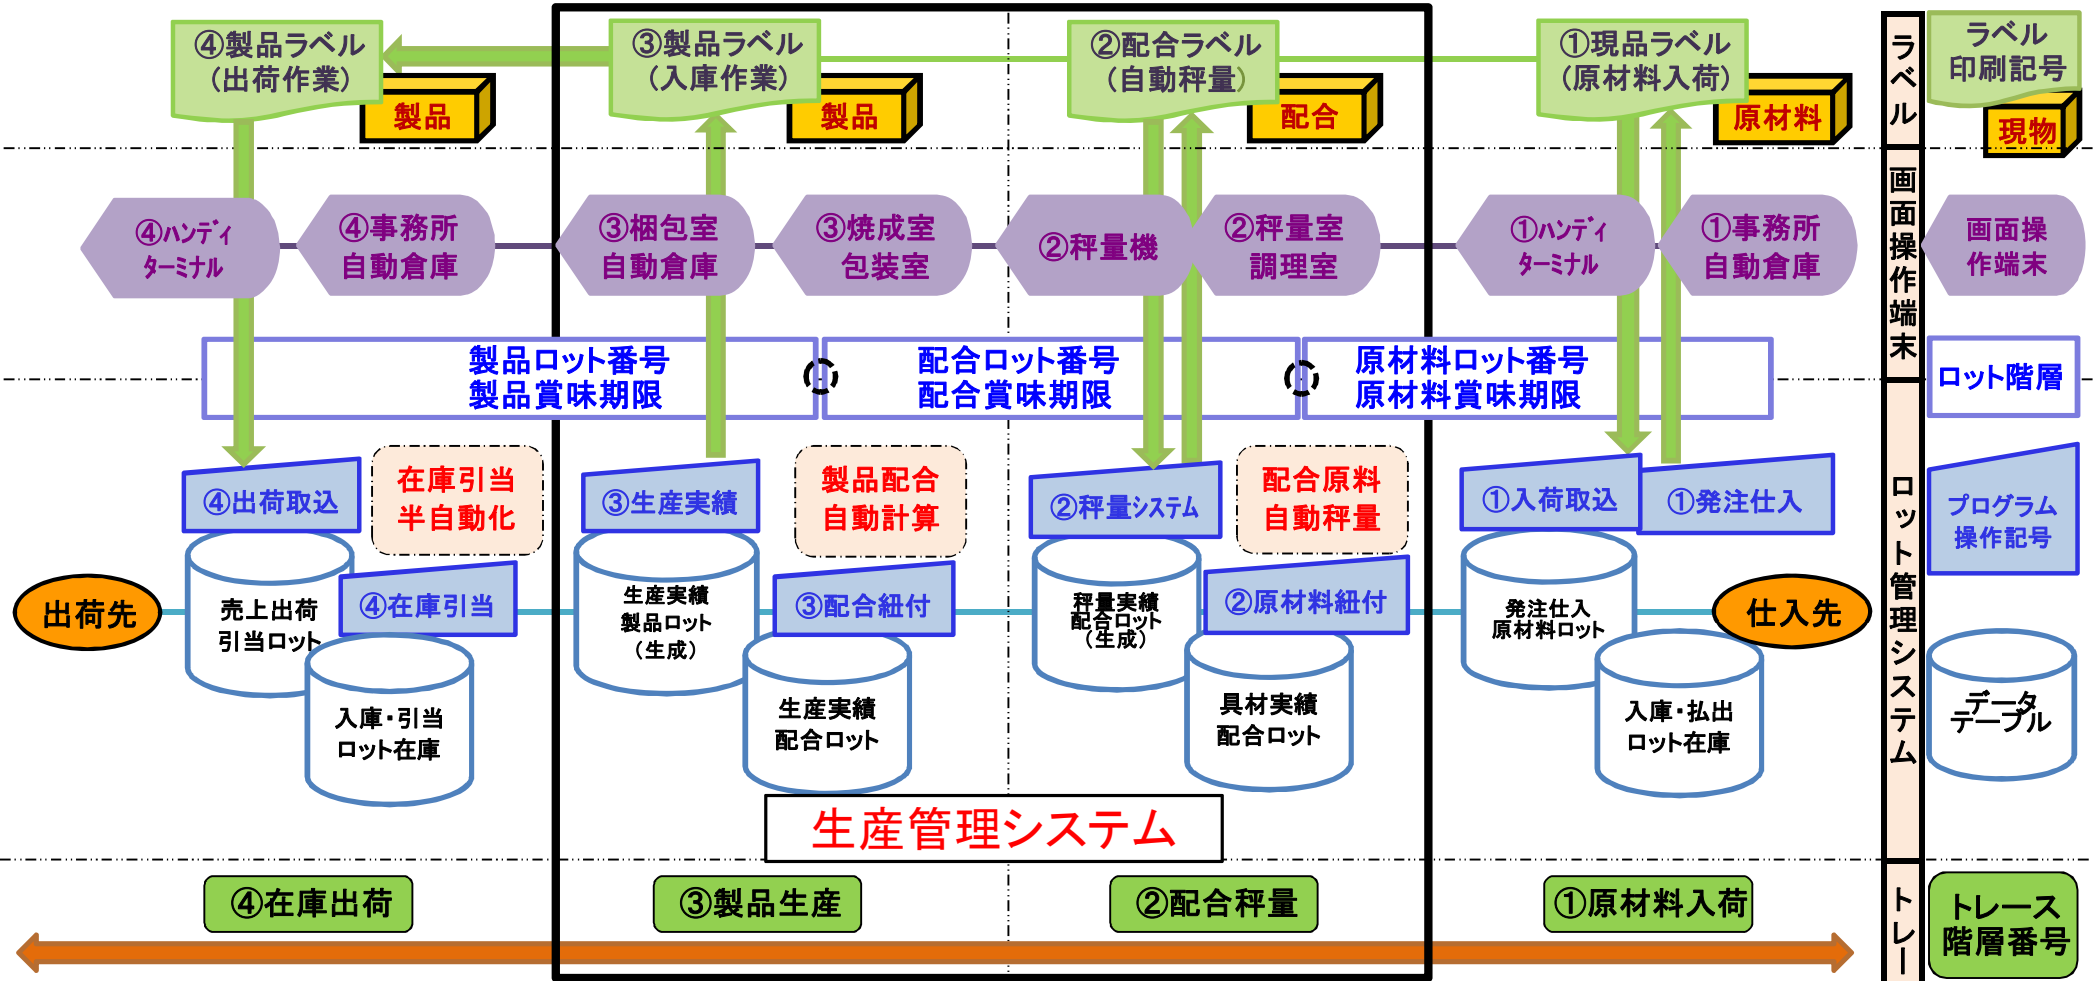 ④製品ラベル
（出荷作業）
製品
③製品ラベル
（入庫作業）
製品
②配合ラベル
（自動秤量）
配合
①現品ラベル
（原材料入荷）
原材料
ラベル
ラベル
印刷記号
現物
④ハンディ
ターミナル
④事務所
自動倉庫
③梱包室
自動倉庫
③焼成室
包装室
②秤量機
②秤量室
調理室
①ハンディ
ターミナル
①事務所
自動倉庫
画面操作端末
画面操
作端末
製品ロット番号
製品賞味期限
配合ロット番号
配合賞味期限
原材料ロット番号
原材料賞味期限
ロット階層
④出荷取込
在庫引当
半自動化
③生産実績
製品配合
自動計算
②秤量システム
配合原料
自動秤量
①入荷取込
①発注仕入
ロット管理システム
プログラム
操作記号
出荷先
売上出荷
引当ロット
④在庫引当
入庫・引当
ロット在庫
生産実績
製品ロット
（生成）
③配合紐付
生産実績
配合ロット
秤量実績
配合ロット
（生成）
②原材料紐付
具材実績
配合ロット
発注仕入
原材料ロット
仕入先
入庫・払出
ロット在庫
データ
テーブル
生産管理システム
④在庫出荷
③製品生産
②配合秤量
①原材料入荷
トレー
トレース
階層番号